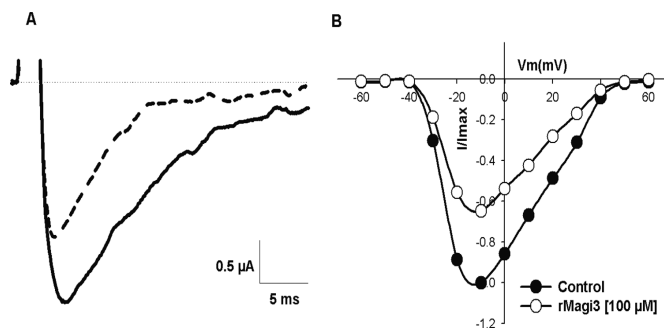 A
0.5 µA
5 ms
B
Vm(mV)
-60 -40 -20 0 20 40 60
0.0
-0.2
-0.4
-0.6
-0.8
-1.0
-1.2
I/Imax
Control
rMagi3 [100 µM]